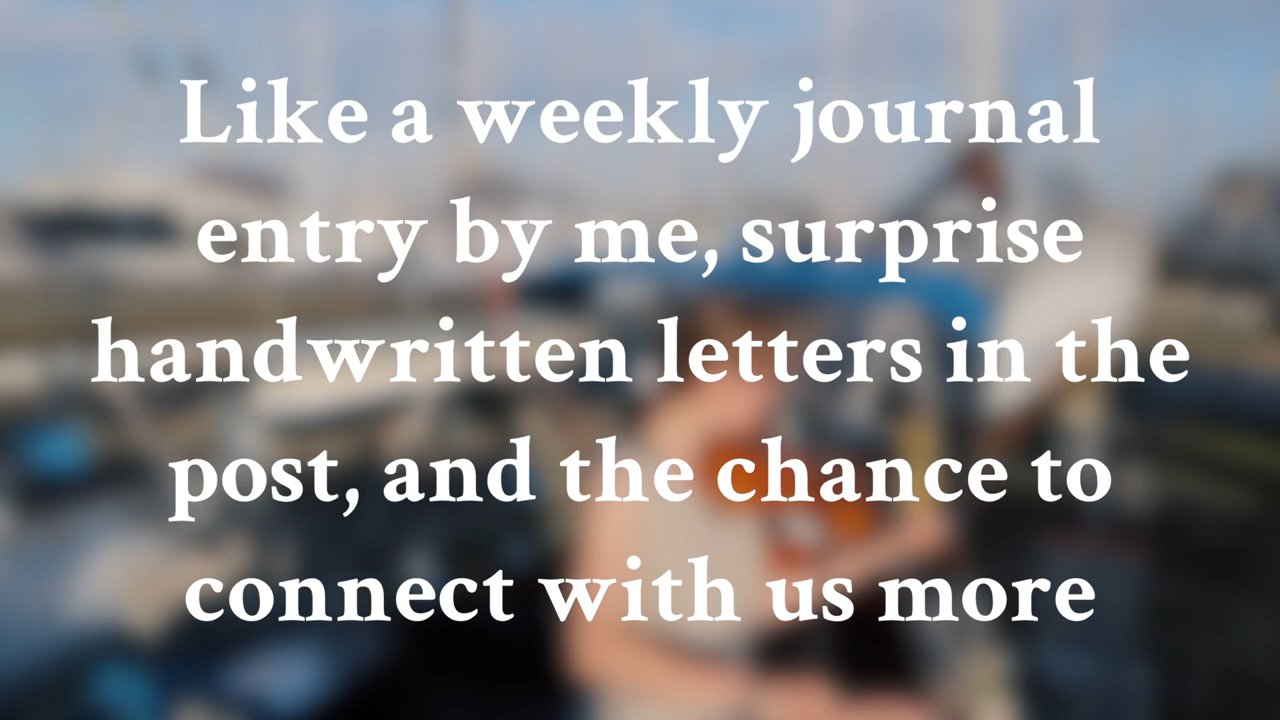 Like a weekly journal
entry by me, surprise
handwritten letters in the
post, and the chance to
connect with us more